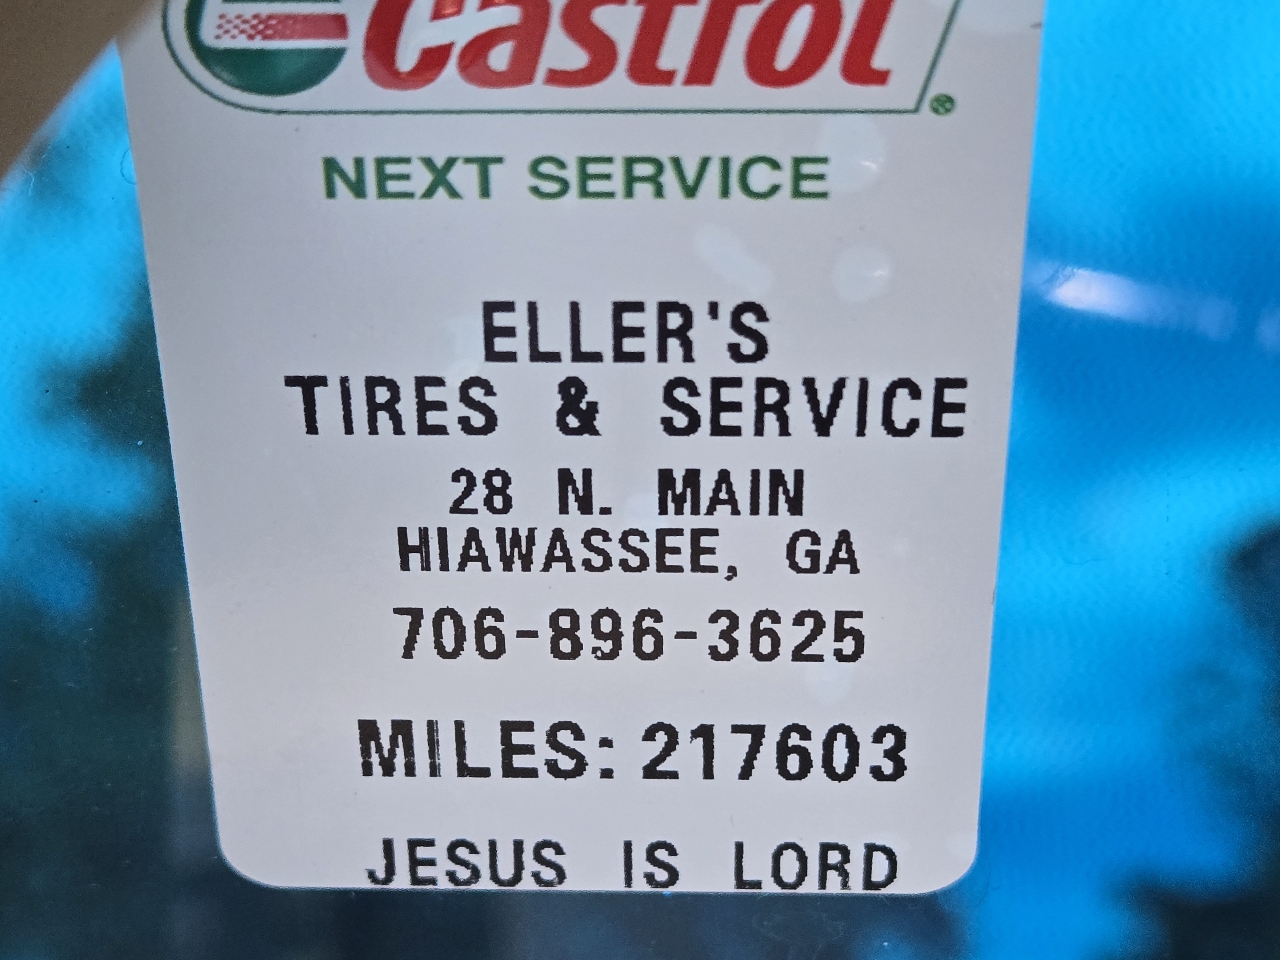 Castrol
NEXT SERVICE
ELLER'S
TIRES & SERVICE
28 N. MAIN
HIAWASSEE, GA
706-896-3625
MILES: 217603
JESUS IS LORD